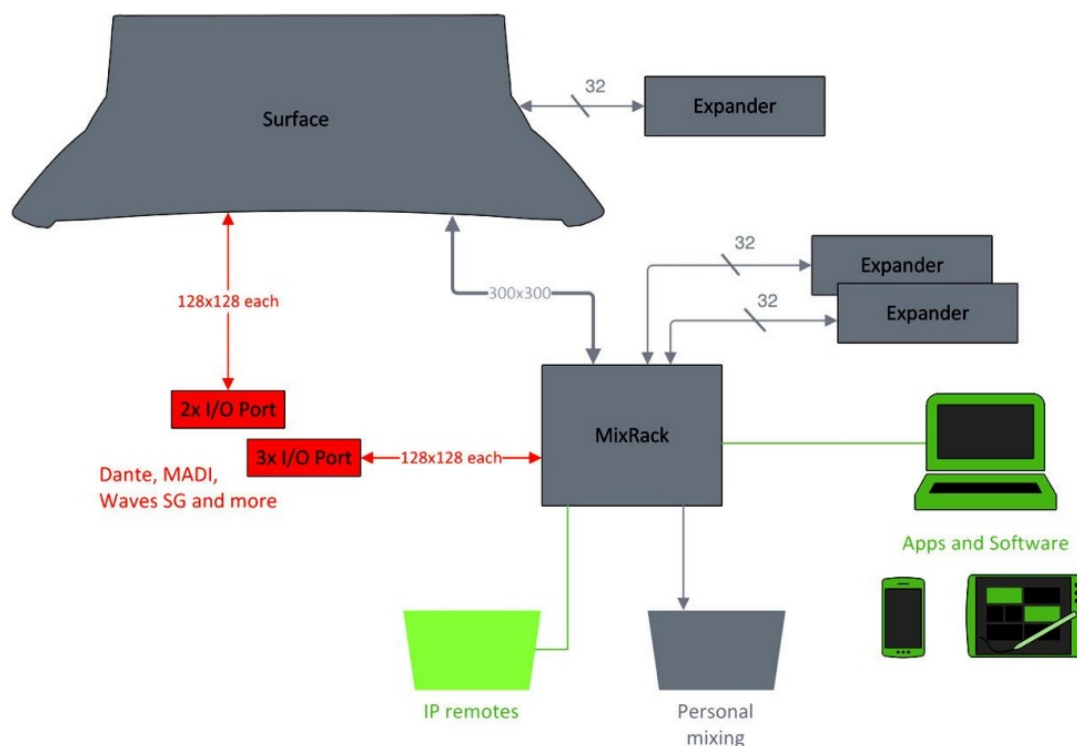 Surface
32
Expander
32
Expander
32
Expander
128x128 each
300x300
2x I/O Port
3x I/O Port
128x128 each
MixRack
Dante, MADI,
Waves SG and more
Apps and Software
IP remotes
Personal
mixing